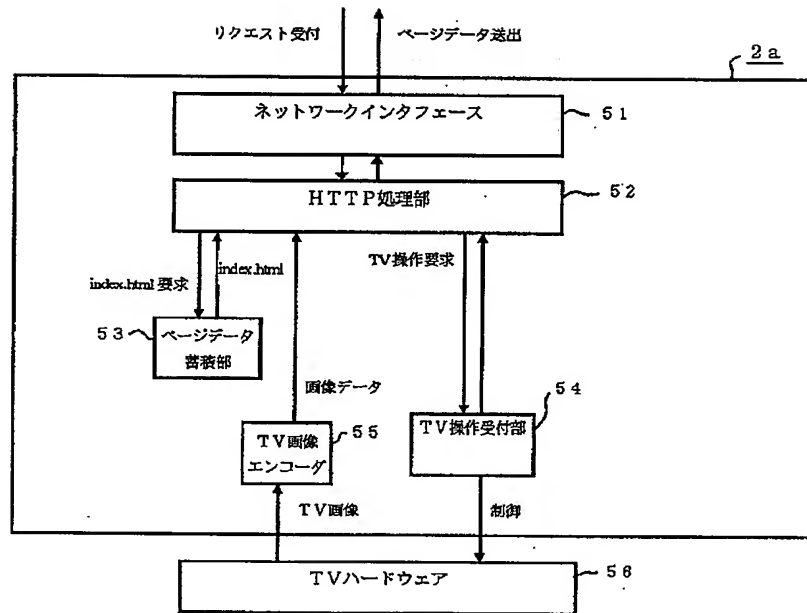 リクエスト受付
ページデータ送出
2a
ネットワークインタフェース
51
HTTP処理部
52
index.html 要求
index.html
TV操作要求
53
ページデータ
蓄積部
画像データ
54
TV操作受付部
55
TV画像
エンコーダ
TV画像
制御
TVハードウェア
56